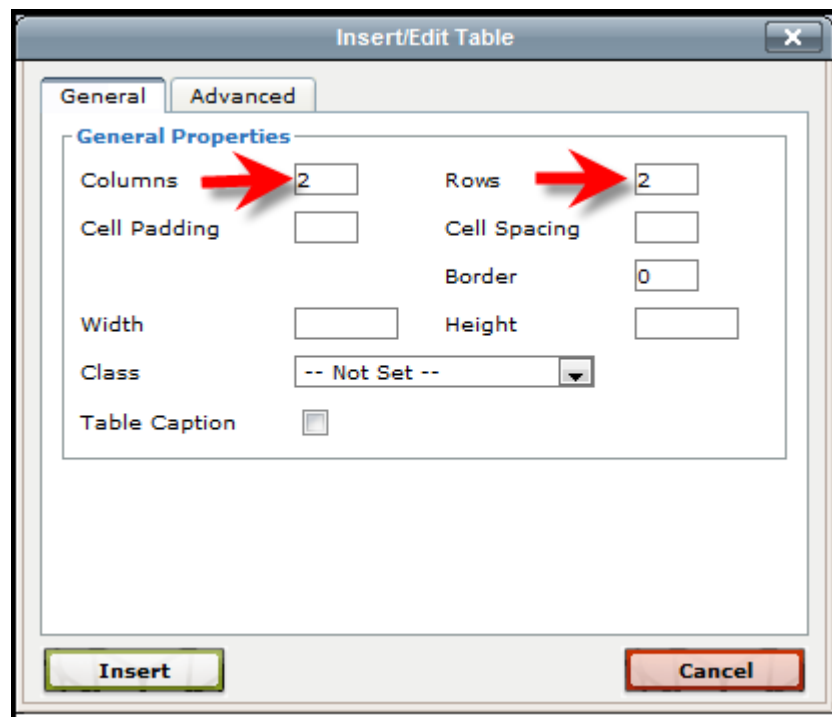 Insert/Edit Table
General Advanced
General Properties
Columns 2 Rows 2
Cell Padding Cell Spacing
Border 0
Width Height
Class -- Not Set --
Table Caption
Insert Cancel